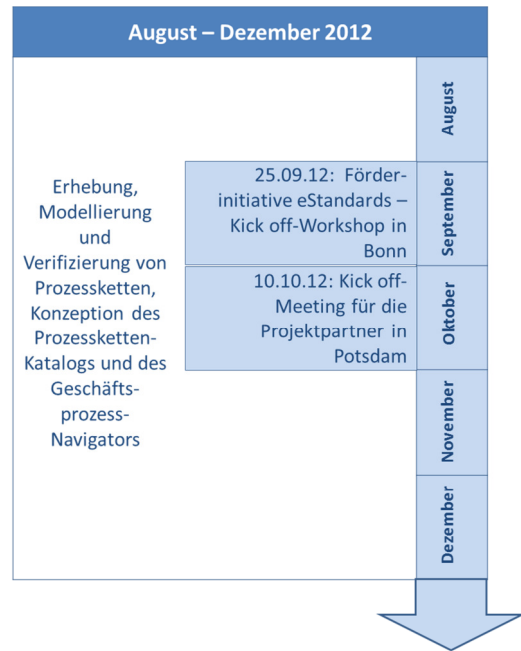 August – Dezember 2012
Erhebung,
Modellierung
und
Verifizierung von
Prozessketten,
Konzeption des
Prozessketten-
Katalogs und des
Geschäfts-
prozess-
Navigators
25.09.12: Förder-
initiative eStandards –
Kick off-Workshop in
Bonn
10.10.12: Kick off-
Meeting für die
Projektpartner in
Potsdam
August
September
Oktober
November
Dezember